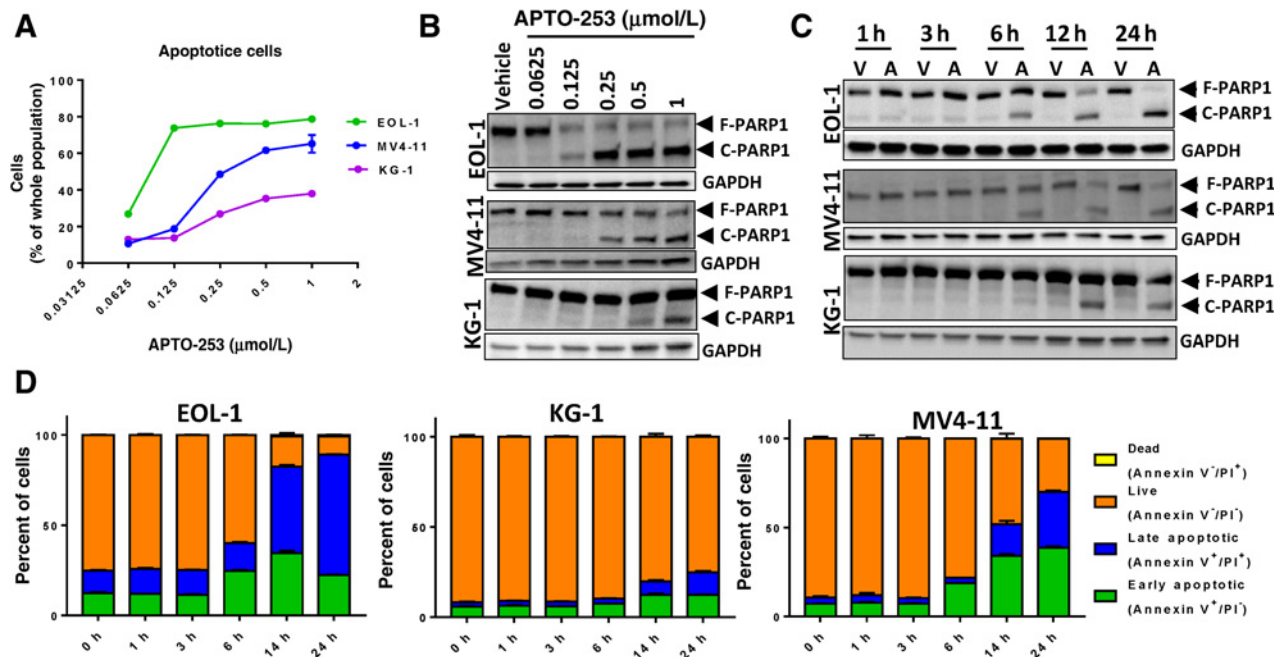 A
Apoptotice cells
Cells
(% of whole population)
100
80
60
40
20
0
0.03125
0.0625
0.125
0.25
0.5
1
2
APTO-253 (μmol/L)
EOL-1
MV4-11
KG-1
B
APTO-253 (μmol/L)
Vehicle
0.0625
0.125
0.25
0.5
1
EOL-1
F-PARP1
C-PARP1
GAPDH
MV4-11
F-PARP1
C-PARP1
GAPDH
KG-1
F-PARP1
C-PARP1
GAPDH
C
1 h 3 h 6 h 12 h 24 h
V A V A V A V A V A
EOL-1
F-PARP1
C-PARP1
GAPDH
MV4-11
F-PARP1
C-PARP1
GAPDH
KG-1
F-PARP1
C-PARP1
GAPDH
D
EOL-1
Percent of cells
100
50
0
0 h
1 h
3 h
6 h
14 h
24 h
KG-1
Percent of cells
100
50
0
0 h
1 h
3 h
6 h
14 h
24 h
MV4-11
Percent of cells
100
50
0
0 h
1 h
3 h
6 h
14 h
24 h
Dead
(Annexin V⁻/PI⁺)
Live
(Annexin V⁻/PI⁻)
Late apoptotic
(Annexin V⁺/PI⁺)
Early apoptotic
(Annexin V⁺/PI⁻)